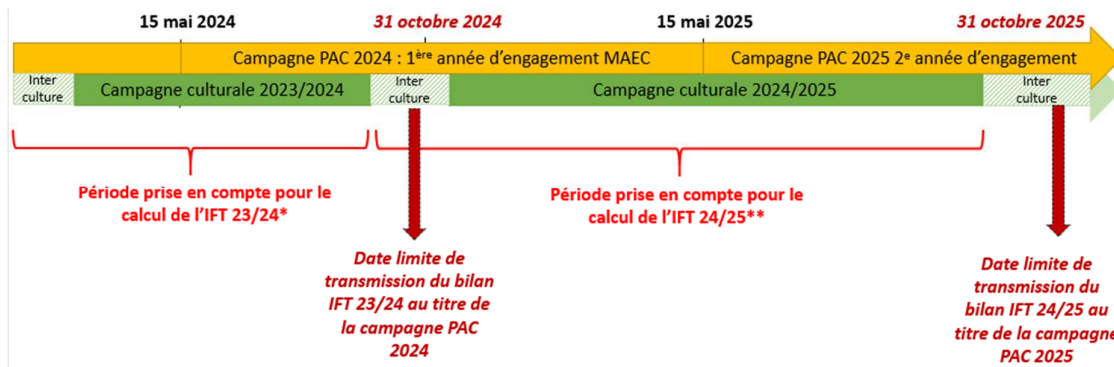 15 mai 2024
31 octobre 2024
15 mai 2025
31 octobre 2025
Campagne PAC 2024 : 1ère année d'engagement MAEC
Campagne PAC 2025 2e année d'engagement
Inter
culture
Campagne culturale 2023/2024
Inter
culture
Campagne culturale 2024/2025
Inter
culture
Période prise en compte pour le
calcul de l'IFT 23/24*
Période prise en compte pour le
calcul de l'IFT 24/25**
Date limite de
transmission du bilan
IFT 23/24 au titre de
la campagne PAC
2024
Date limite de
transmission du
bilan IFT 24/25 au
titre de la campagne
PAC 2025